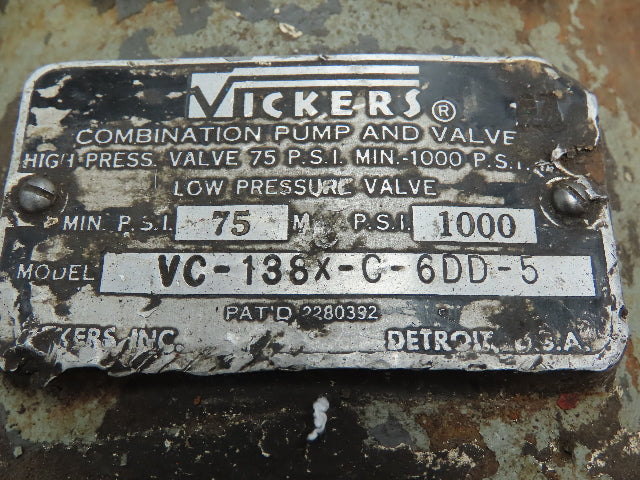 VICKERS®
COMBINATION PUMP AND VALVE
HIGH PRESS. VALVE 75 P.S.I. MIN.-1000 P.S.I.
LOW PRESSURE VALVE
MIN. P.S.I. 75 P.S.I. 1000
MODEL VC-138X-C-6DD-5
PAT'D 2280392
VICKERS, INC. DETROIT, U.S.A.